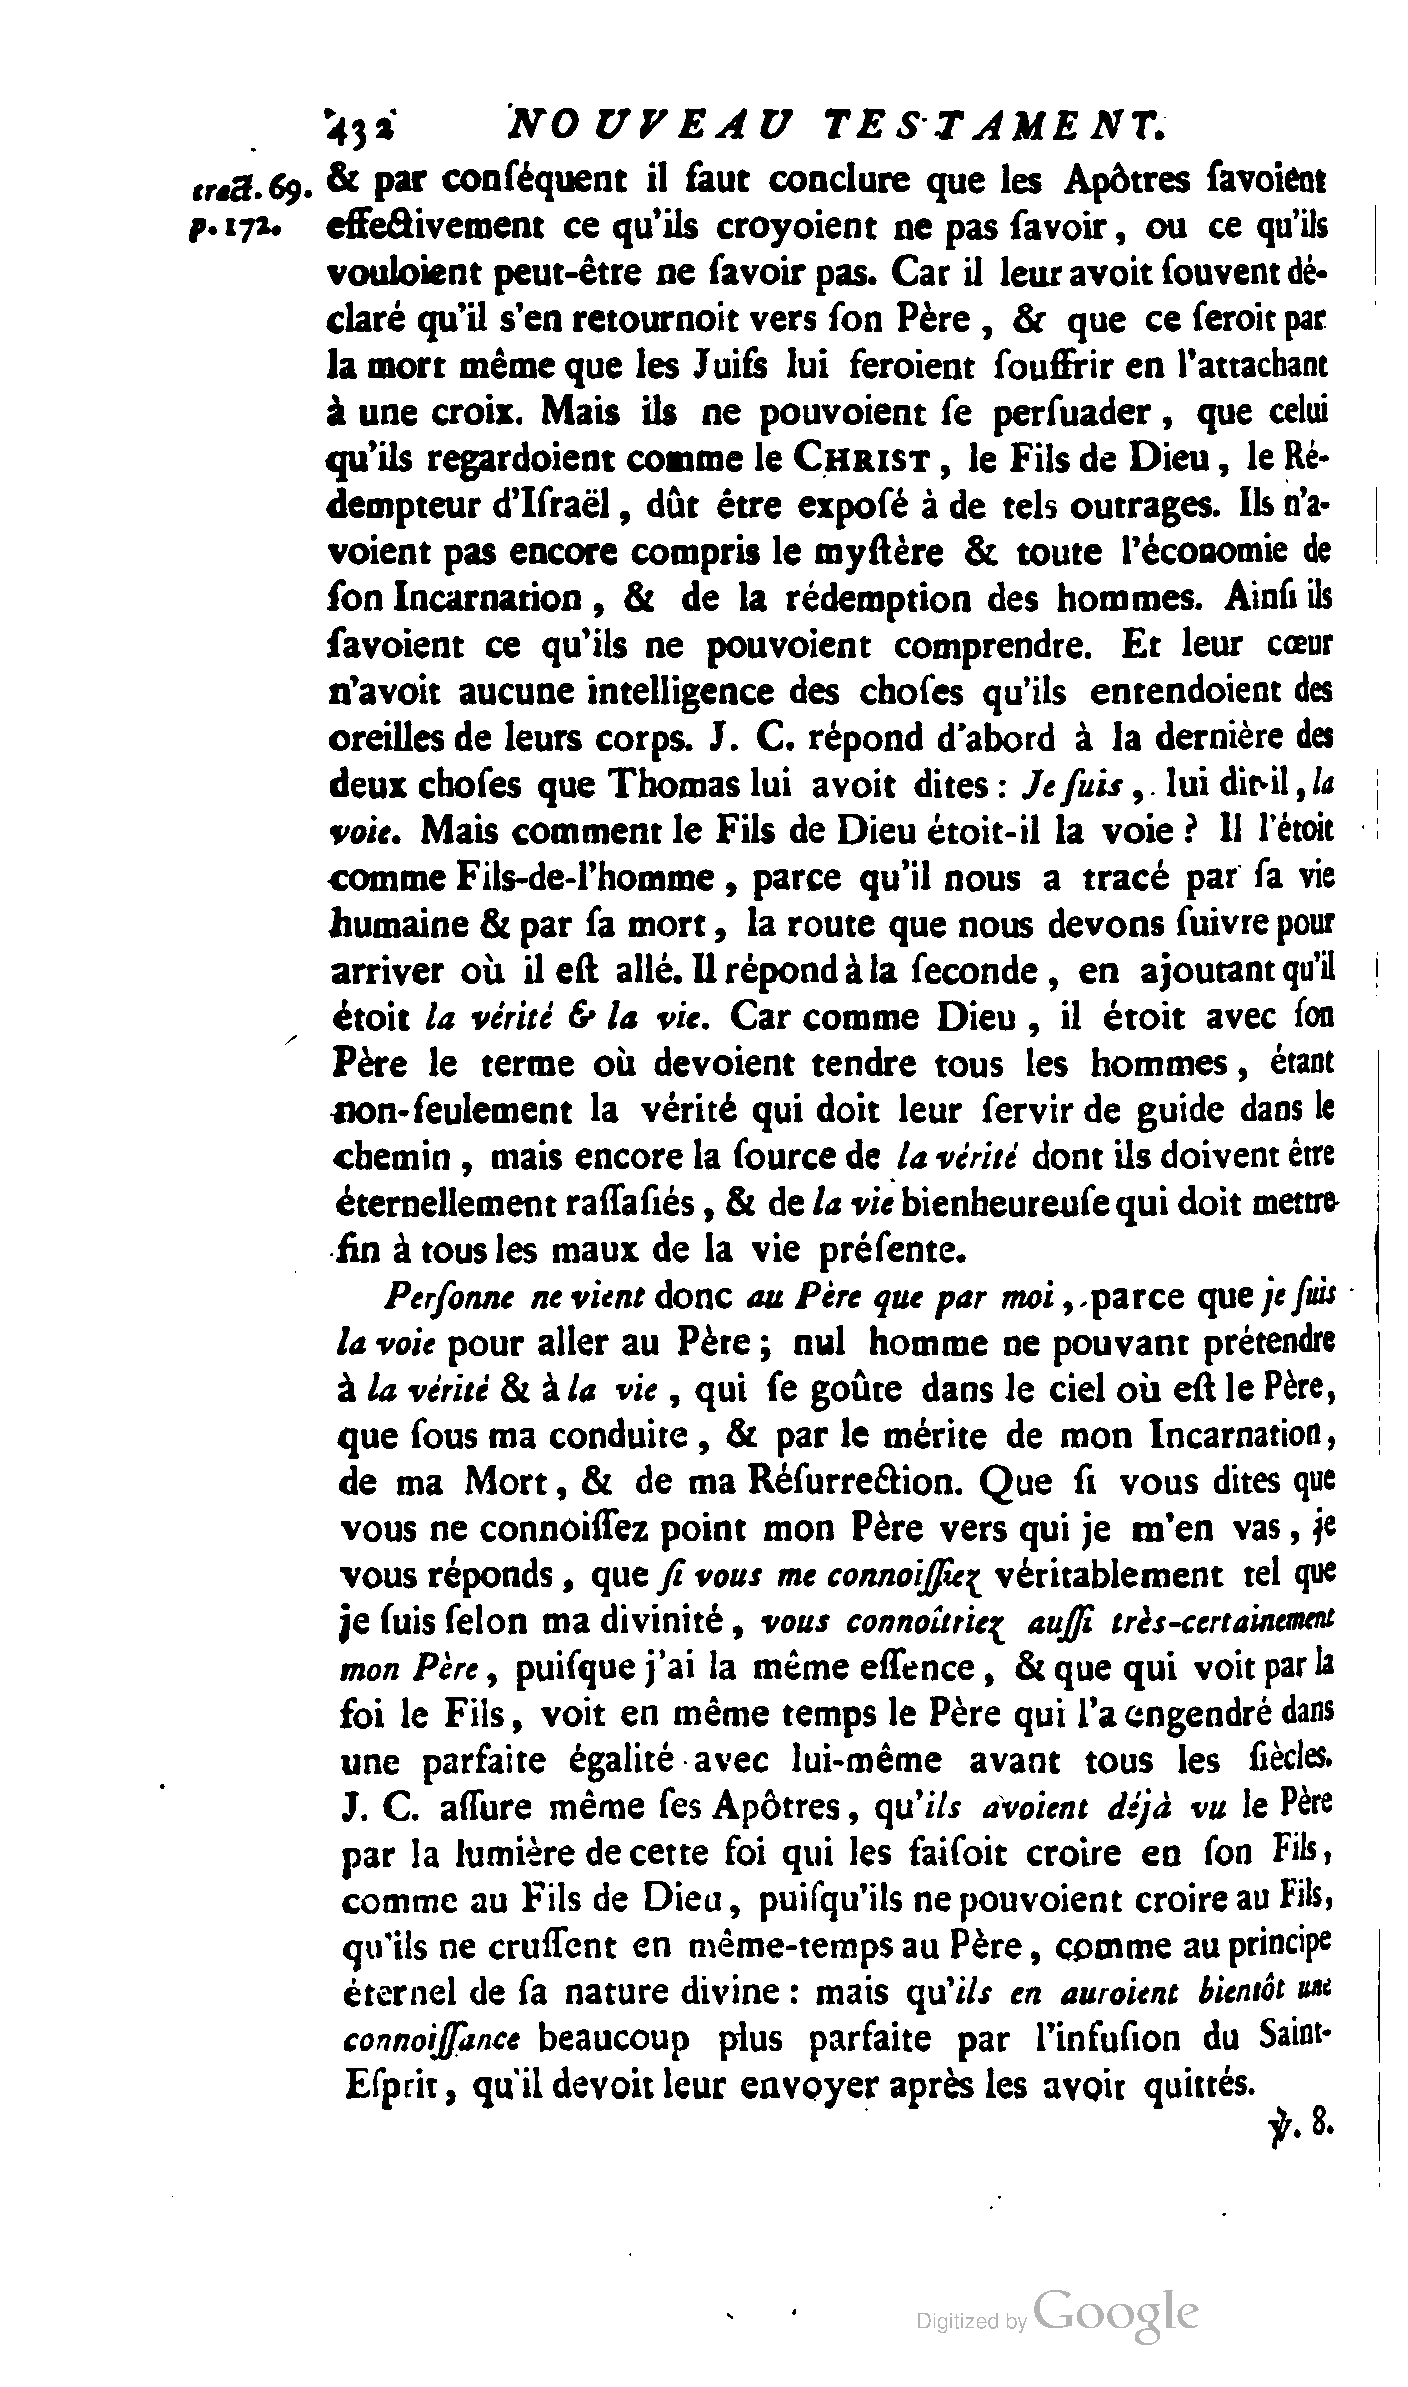 432 NOUVEAU TESTAMENT.
tract. 69. & par conſéquent il faut conclure que les Apôtres ſavoient
p. 172. effectivement ce qu'ils croyoient ne pas ſavoir, ou ce qu'ils
vouloient peut-être ne ſavoir pas. Car il leur avoit ſouvent dé-
claré qu'il s'en retournoit vers ſon Père, & que ce ſeroit par
la mort même que les Juifs lui feroient ſouffrir en l'attachant
à une croix. Mais ils ne pouvoient ſe perſuader, que celui
qu'ils regardoient comme le CHRIST, le Fils de Dieu, le Ré-
dempteur d'Iſraël, dût être expoſé à de tels outrages. Ils n'a-
voient pas encore compris le myſtère & toute l'économie de
ſon Incarnation, & de la rédemption des hommes. Ainſi ils
ſavoient ce qu'ils ne pouvoient comprendre. Et leur cœur
n'avoit aucune intelligence des choſes qu'ils entendoient des
oreilles de leurs corps. J. C. répond d'abord à la dernière des
deux choſes que Thomas lui avoit dites : Je ſuis, lui dit-il, la
voie. Mais comment le Fils de Dieu étoit-il la voie ? Il l'étoit
comme Fils-de-l'homme, parce qu'il nous a tracé par ſa vie
humaine & par ſa mort, la route que nous devons ſuivre pour
arriver où il eſt allé. Il répond à la ſeconde, en ajoutant qu'il
étoit la vérité & la vie. Car comme Dieu, il étoit avec ſon
Père le terme où devoient tendre tous les hommes, étant
non-ſeulement la vérité qui doit leur ſervir de guide dans le
chemin, mais encore la ſource de la vérité dont ils doivent être
éternellement raſſaſiés, & de la vie bienheureuſe qui doit mettre
fin à tous les maux de la vie préſente.
Perſonne ne vient donc au Père que par moi, parce que je ſuis
la voie pour aller au Père ; nul homme ne pouvant prétendre
à la vérité & à la vie, qui ſe goûte dans le ciel où eſt le Père,
que ſous ma conduite, & par le mérite de mon Incarnation,
de ma Mort, & de ma Réſurrection. Que ſi vous dites que
vous ne connoiſſez point mon Père vers qui je m'en vas, je
vous réponds, que ſi vous me connoiſſiez véritablement tel que
je ſuis ſelon ma divinité, vous connoîtriez auſſi très-certainement
mon Père, puiſque j'ai la même eſſence, & que qui voit par la
foi le Fils, voit en même temps le Père qui l'a engendré dans
une parfaite égalité avec lui-même avant tous les ſiècles.
J. C. aſſure même ſes Apôtres, qu'ils avoient déjà vu le Père
par la lumière de cette foi qui les faiſoit croire en ſon Fils,
comme au Fils de Dieu, puiſqu'ils ne pouvoient croire au Fils,
qu'ils ne cruſſent en même-temps au Père, comme au principe
éternel de ſa nature divine : mais qu'ils en auroient bientôt une
connoiſſance beaucoup plus parfaite par l'infuſion du Saint-
Eſprit, qu'il devoit leur envoyer après les avoir quittés.
℣. 8.
Digitized by Google